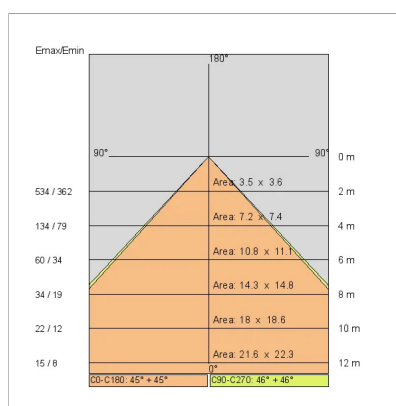 Emax/Emin
180°
90° 90° 0 m
Area: 3.5 x 3.6
534 / 362 2 m
Area: 7.2 x 7.4
134 / 79 4 m
Area: 10.8 x 11.1
60 / 34 6 m
Area: 14.3 x 14.8
34 / 19 8 m
Area: 18 x 18.6
22 / 12 10 m
Area: 21.6 x 22.3
15 / 8 12 m
0°
C0-C180: 45° + 45° C90-C270: 46° + 46°